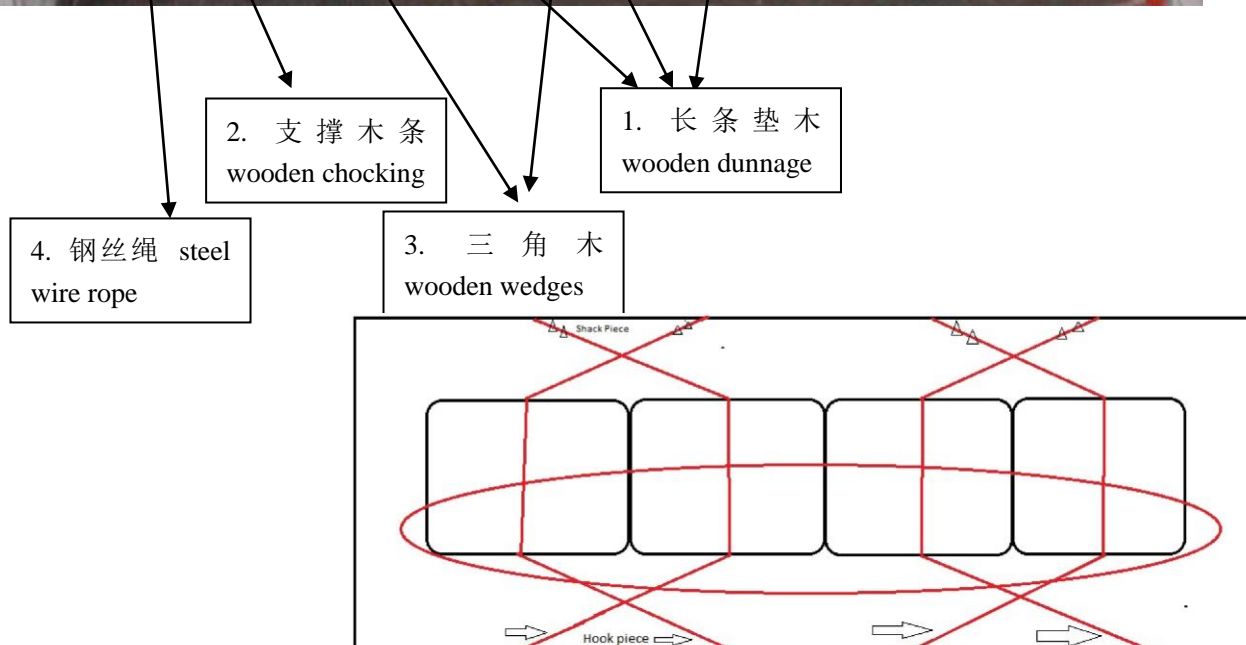 2. 支撑木条
wooden chocking
1. 长条垫木
wooden dunnage
4. 钢丝绳 steel
wire rope
3. 三角木
wooden wedges
Shack Piece
Hook piece